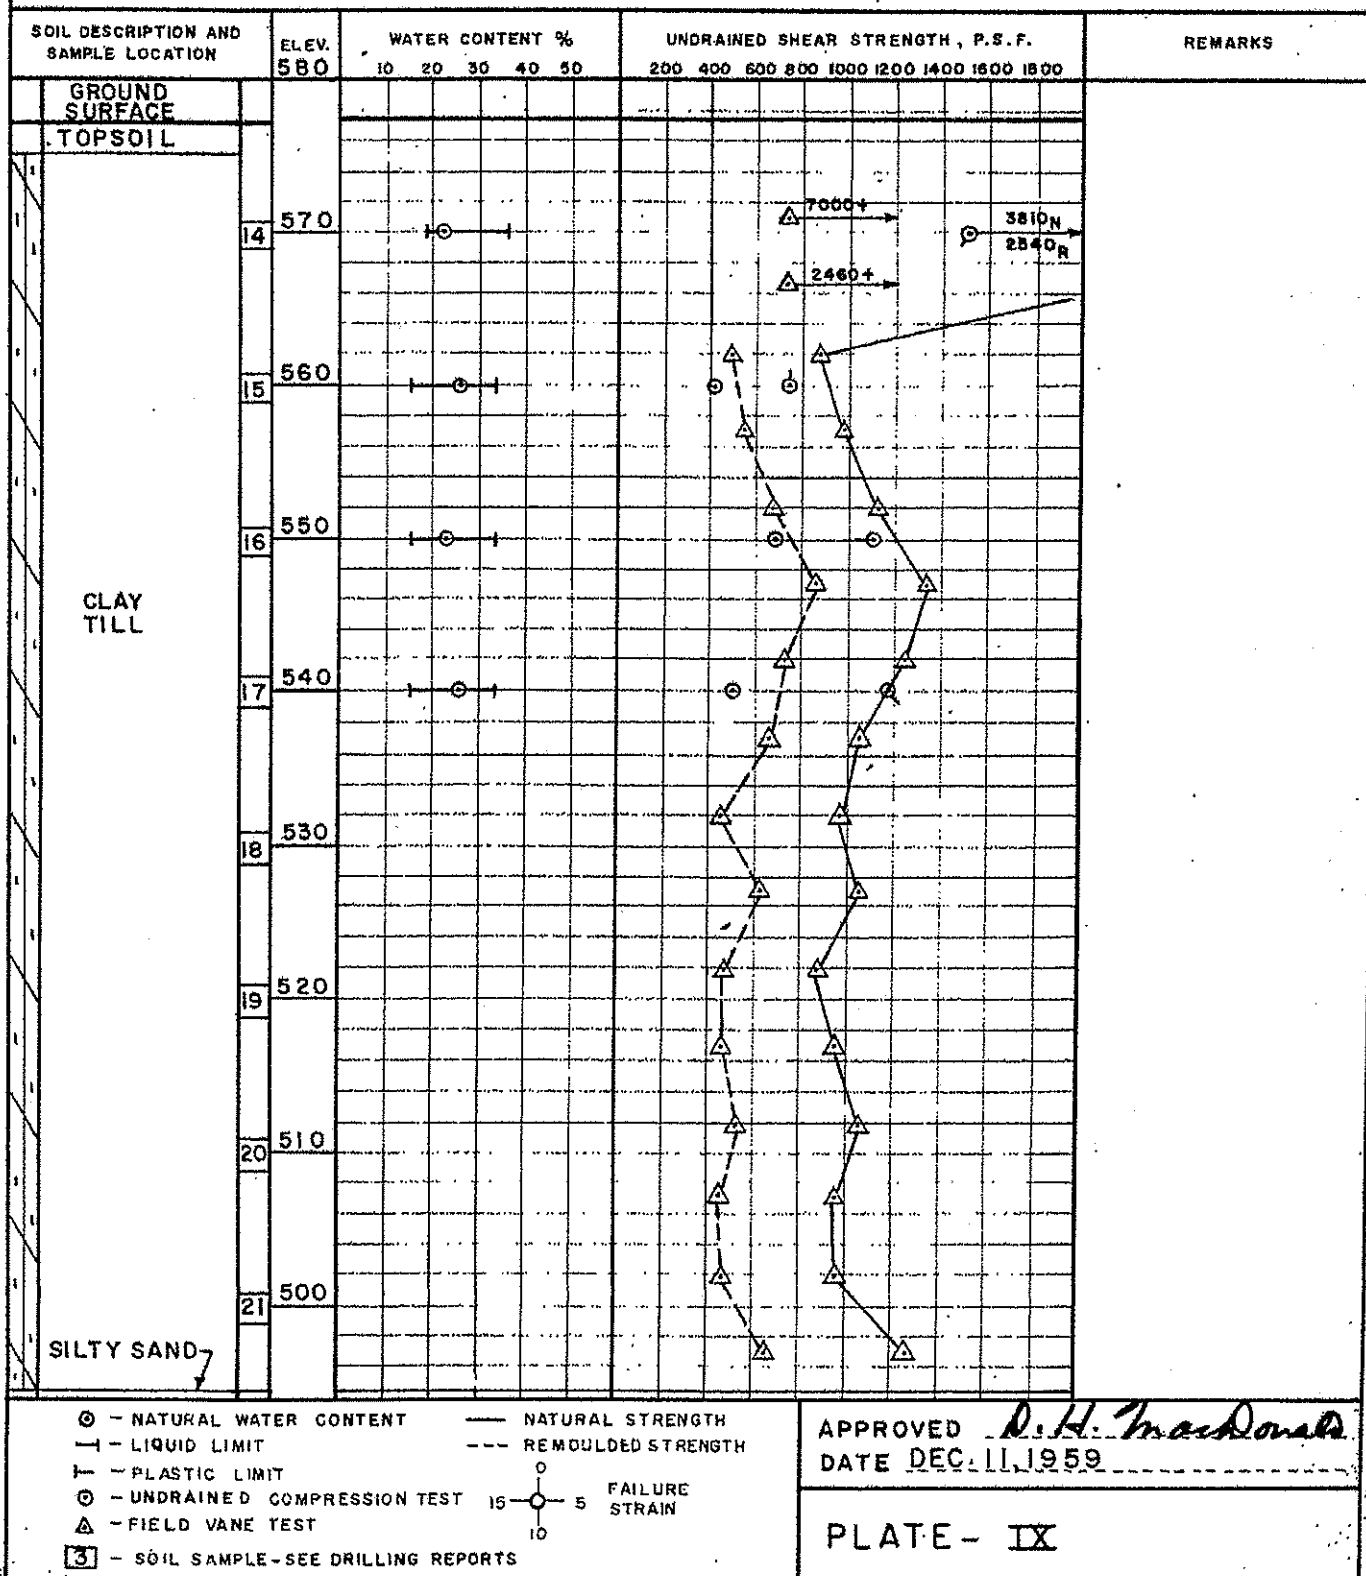 SOIL DESCRIPTION AND SAMPLE LOCATION
ELEV. 580
WATER CONTENT %
10 20 30 40 50
UNDRAINED SHEAR STRENGTH, P.S.F.
200 400 600 800 1000 1200 1400 1600 1800
REMARKS
GROUND SURFACE
TOPSOIL
7000+
14 570
3810N
2540R
2460+
15 560
16 550
CLAY TILL
17 540
18 530
19 520
20 510
21 500
SILTY SAND
- NATURAL WATER CONTENT
- LIQUID LIMIT
- PLASTIC LIMIT
- UNDRAINED COMPRESSION TEST
- FIELD VANE TEST
3 - SOIL SAMPLE-SEE DRILLING REPORTS
NATURAL STRENGTH
REMOULDED STRENGTH
0
15 5
10
FAILURE STRAIN
APPROVED D.H. MacDonald
DATE DEC. 11, 1959
PLATE - IX